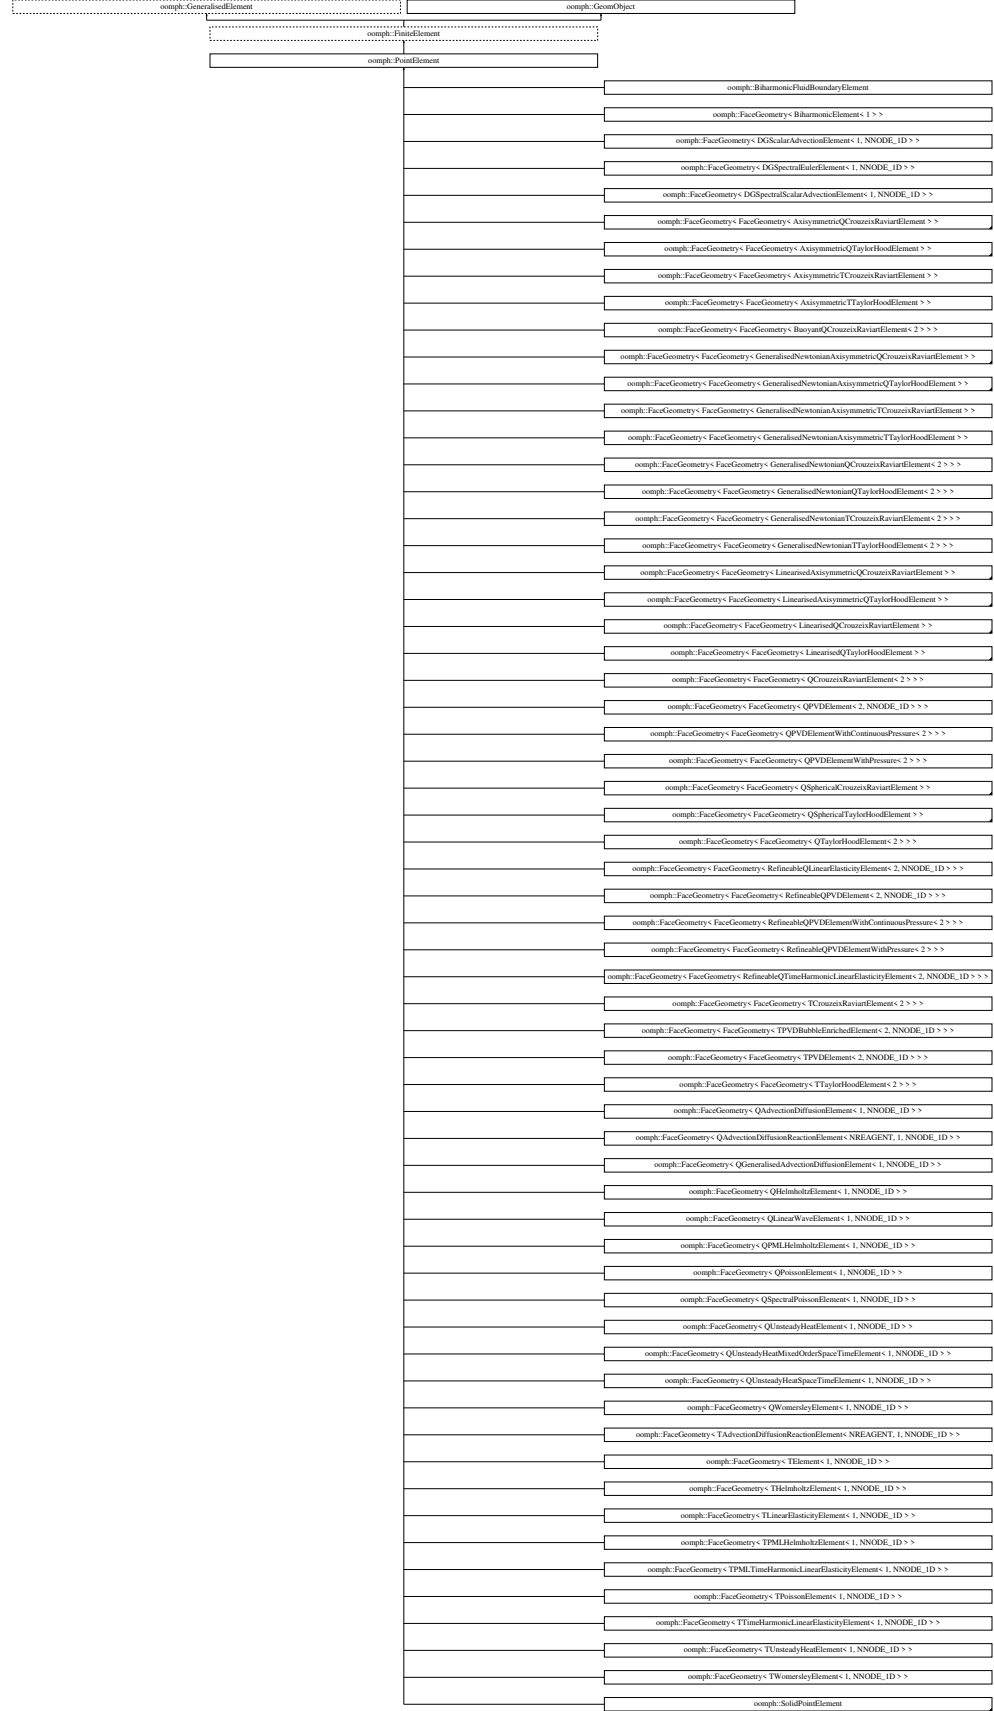 oomph::GeneralisedElement
oomph::GeomObject
oomph::FiniteElement
oomph::PointElement
oomph::BiharmonicFluidBoundaryElement
oomph::FaceGeometry< BiharmonicElement< 1 > >
oomph::FaceGeometry< DGScalarAdvectionElement< 1, NNODE_1D > >
oomph::FaceGeometry< DGSpectralEulerElement< 1, NNODE_1D > >
oomph::FaceGeometry< DGSpectralScalarAdvectionElement< 1, NNODE_1D > >
oomph::FaceGeometry< FaceGeometry< AxisymmetricQCrouzeixRaviartElement > >
oomph::FaceGeometry< FaceGeometry< AxisymmetricQTaylorHoodElement > >
oomph::FaceGeometry< FaceGeometry< AxisymmetricTCrouzeixRaviartElement > >
oomph::FaceGeometry< FaceGeometry< AxisymmetricTTaylorHoodElement > >
oomph::FaceGeometry< FaceGeometry< BuoyantQCrouzeixRaviartElement< 2 > > >
oomph::FaceGeometry< FaceGeometry< GeneralisedNewtonianAxisymmetricQCrouzeixRaviartElement > >
oomph::FaceGeometry< FaceGeometry< GeneralisedNewtonianAxisymmetricQTaylorHoodElement > >
oomph::FaceGeometry< FaceGeometry< GeneralisedNewtonianAxisymmetricTCrouzeixRaviartElement > >
oomph::FaceGeometry< FaceGeometry< GeneralisedNewtonianAxisymmetricTTaylorHoodElement > >
oomph::FaceGeometry< FaceGeometry< GeneralisedNewtonianQCrouzeixRaviartElement< 2 > > >
oomph::FaceGeometry< FaceGeometry< GeneralisedNewtonianQTaylorHoodElement< 2 > > >
oomph::FaceGeometry< FaceGeometry< GeneralisedNewtonianTCrouzeixRaviartElement< 2 > > >
oomph::FaceGeometry< FaceGeometry< GeneralisedNewtonianTTaylorHoodElement< 2 > > >
oomph::FaceGeometry< FaceGeometry< LinearisedAxisymmetricQCrouzeixRaviartElement > >
oomph::FaceGeometry< FaceGeometry< LinearisedAxisymmetricQTaylorHoodElement > >
oomph::FaceGeometry< FaceGeometry< LinearisedQCrouzeixRaviartElement > >
oomph::FaceGeometry< FaceGeometry< LinearisedQTaylorHoodElement > >
oomph::FaceGeometry< FaceGeometry< QCrouzeixRaviartElement< 2 > > >
oomph::FaceGeometry< FaceGeometry< QPVDElement< 2, NNODE_1D > > >
oomph::FaceGeometry< FaceGeometry< QPVDElementWithContinuousPressure< 2 > > >
oomph::FaceGeometry< FaceGeometry< QPVDElementWithPressure< 2 > > >
oomph::FaceGeometry< FaceGeometry< QSphericalCrouzeixRaviartElement > >
oomph::FaceGeometry< FaceGeometry< QSphericalTaylorHoodElement > >
oomph::FaceGeometry< FaceGeometry< QTaylorHoodElement< 2 > > >
oomph::FaceGeometry< FaceGeometry< RefineableQLinearElasticityElement< 2, NNODE_1D > > >
oomph::FaceGeometry< FaceGeometry< RefineableQPVDElement< 2, NNODE_1D > > >
oomph::FaceGeometry< FaceGeometry< RefineableQPVDElementWithContinuousPressure< 2 > > >
oomph::FaceGeometry< FaceGeometry< RefineableQPVDElementWithPressure< 2 > > >
oomph::FaceGeometry< FaceGeometry< RefineableQTimeHarmonicLinearElasticityElement< 2, NNODE_1D > > >
oomph::FaceGeometry< FaceGeometry< TCrouzeixRaviartElement< 2 > > >
oomph::FaceGeometry< FaceGeometry< TPVDBubbleEnrichedElement< 2, NNODE_1D > > >
oomph::FaceGeometry< FaceGeometry< TPVDElement< 2, NNODE_1D > > >
oomph::FaceGeometry< FaceGeometry< TTaylorHoodElement< 2 > > >
oomph::FaceGeometry< QAdvectionDiffusionElement< 1, NNODE_1D > >
oomph::FaceGeometry< QAdvectionDiffusionReactionElement< NREAGENT, 1, NNODE_1D > >
oomph::FaceGeometry< QGeneralisedAdvectionDiffusionElement< 1, NNODE_1D > >
oomph::FaceGeometry< QHelmholtzElement< 1, NNODE_1D > >
oomph::FaceGeometry< QLinearWaveElement< 1, NNODE_1D > >
oomph::FaceGeometry< QPMLHelmholtzElement< 1, NNODE_1D > >
oomph::FaceGeometry< QPoissonElement< 1, NNODE_1D > >
oomph::FaceGeometry< QSpectralPoissonElement< 1, NNODE_1D > >
oomph::FaceGeometry< QUnsteadyHeatElement< 1, NNODE_1D > >
oomph::FaceGeometry< QUnsteadyHeatMixedOrderSpaceTimeElement< 1, NNODE_1D > >
oomph::FaceGeometry< QUnsteadyHeatSpaceTimeElement< 1, NNODE_1D > >
oomph::FaceGeometry< QWomersleyElement< 1, NNODE_1D > >
oomph::FaceGeometry< TAdvectionDiffusionReactionElement< NREAGENT, 1, NNODE_1D > >
oomph::FaceGeometry< TElement< 1, NNODE_1D > >
oomph::FaceGeometry< THelmholtzElement< 1, NNODE_1D > >
oomph::FaceGeometry< TLinearElasticityElement< 1, NNODE_1D > >
oomph::FaceGeometry< TPMLHelmholtzElement< 1, NNODE_1D > >
oomph::FaceGeometry< TPMLTimeHarmonicLinearElasticityElement< 1, NNODE_1D > >
oomph::FaceGeometry< TPoissonElement< 1, NNODE_1D > >
oomph::FaceGeometry< TTimeHarmonicLinearElasticityElement< 1, NNODE_1D > >
oomph::FaceGeometry< TUnsteadyHeatElement< 1, NNODE_1D > >
oomph::FaceGeometry< TWomersleyElement< 1, NNODE_1D > >
oomph::SolidPointElement